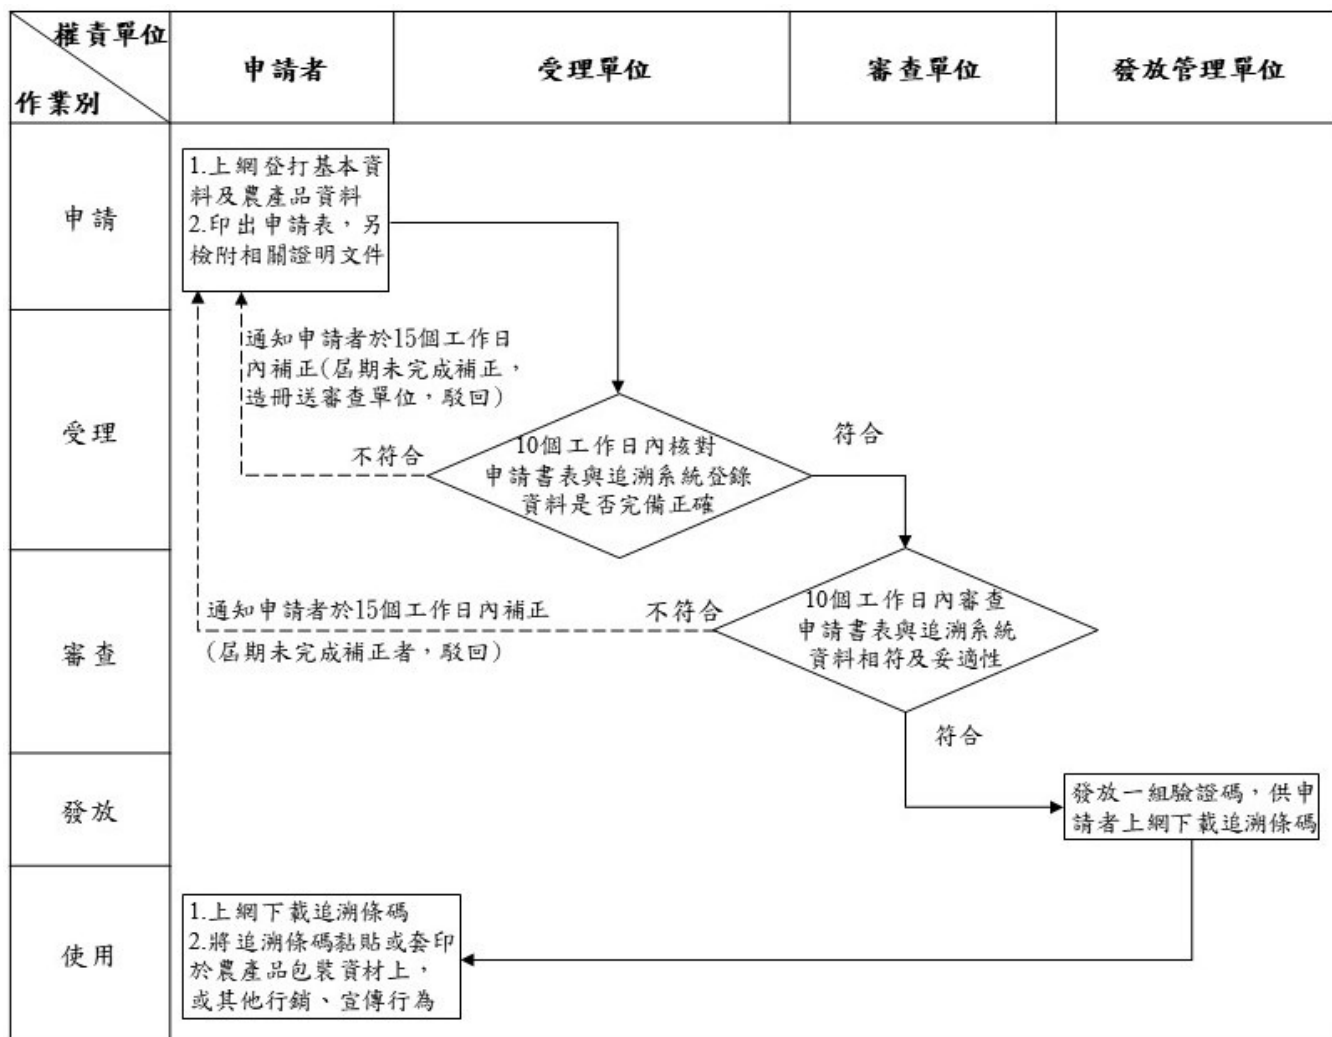 權責單位
作業別
申請者
受理單位
審查單位
發放管理單位
申請
1.上網登打基本資
料及農產品資料
2.印出申請表，另
檢附相關證明文件
受理
通知申請者於15個工作日
內補正(屆期未完成補正，
造冊送審查單位，駁回)
不符合
10個工作日內核對
申請書表與追溯系統登錄
資料是否完備正確
符合
審查
通知申請者於15個工作日內補正
(屆期未完成補正者，駁回)
不符合
10個工作日內審查
申請書表與追溯系統
資料相符及妥適性
符合
發放
發放一組驗證碼，供申
請者上網下載追溯條碼
使用
1.上網下載追溯條碼
2.將追溯條碼黏貼或套印
於農產品包裝資材上，
或其他行銷、宣傳行為